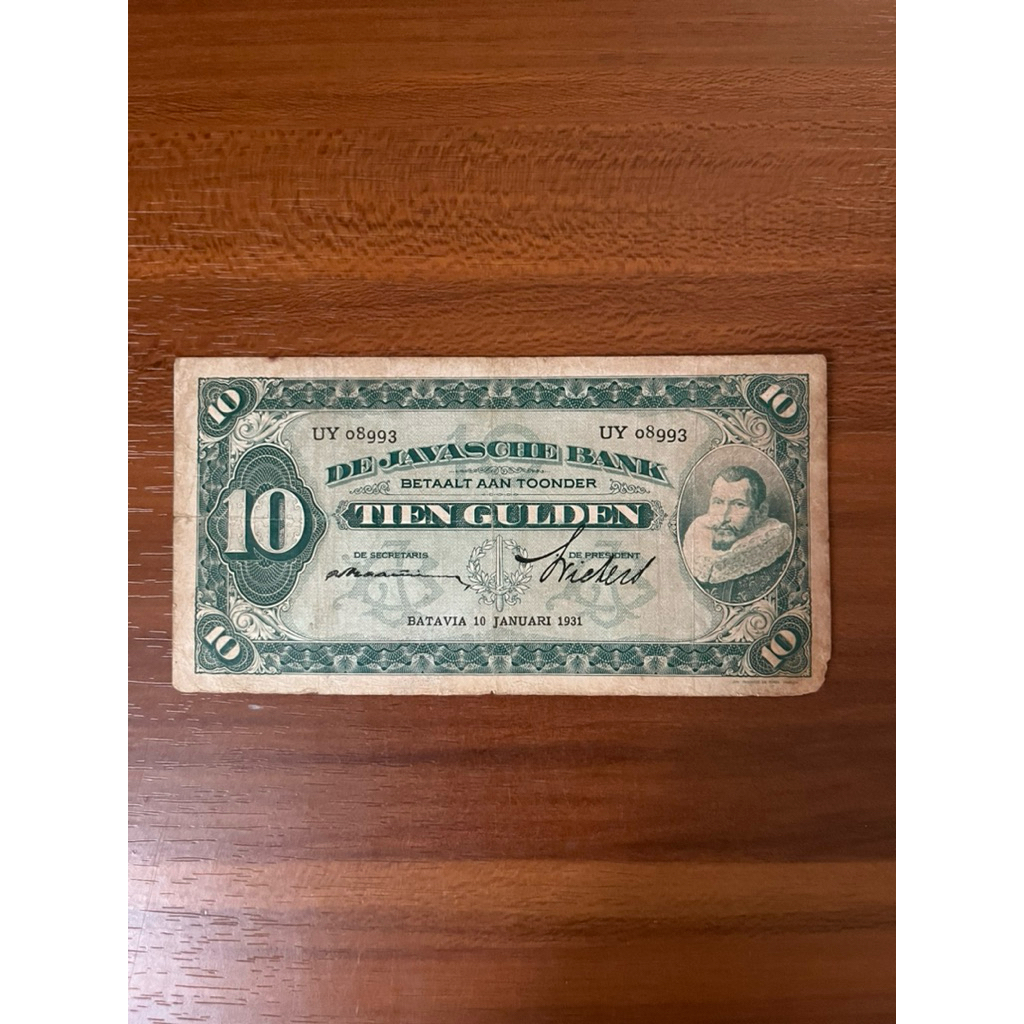 10 10
UY 08993 UY 08993
DE JAVASCHE BANK
BETAALT AAN TOONDER
10 TIEN GULDEN
DE SECRETARIS DE PRESIDENT
BATAVIA 10 JANUARI 1931
10 10